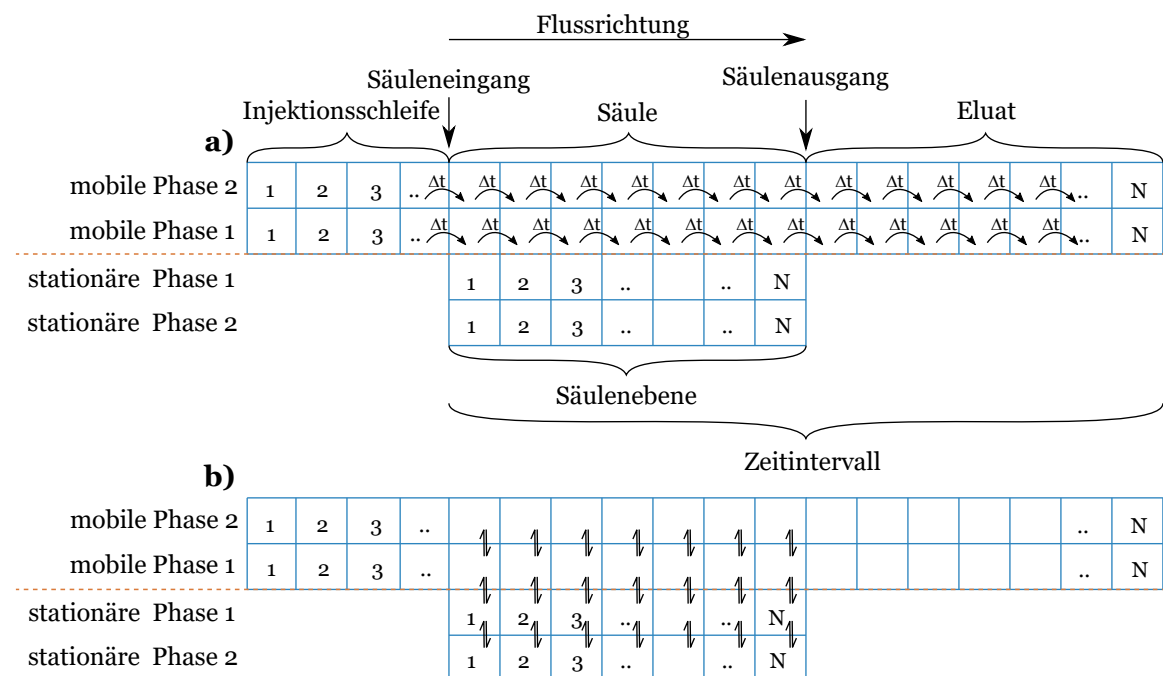 Flussrichtung
Säuleneingang Säulenausgang
Injektionsschleife Säule Eluat
a)
mobile Phase 2 1 2 3 .. Δt Δt Δt Δt Δt Δt Δt Δt Δt Δt Δt Δt Δt .. N
mobile Phase 1 1 2 3 .. Δt Δt Δt Δt Δt Δt Δt Δt Δt Δt Δt Δt Δt .. N
stationäre Phase 1 1 2 3 .. .. N
stationäre Phase 2 1 2 3 .. .. N
Säulenebene
Zeitintervall
b)
mobile Phase 2 1 2 3 .. .. N
mobile Phase 1 1 2 3 .. .. N
stationäre Phase 1 1 2 3 .. .. N
stationäre Phase 2 1 2 3 .. .. N